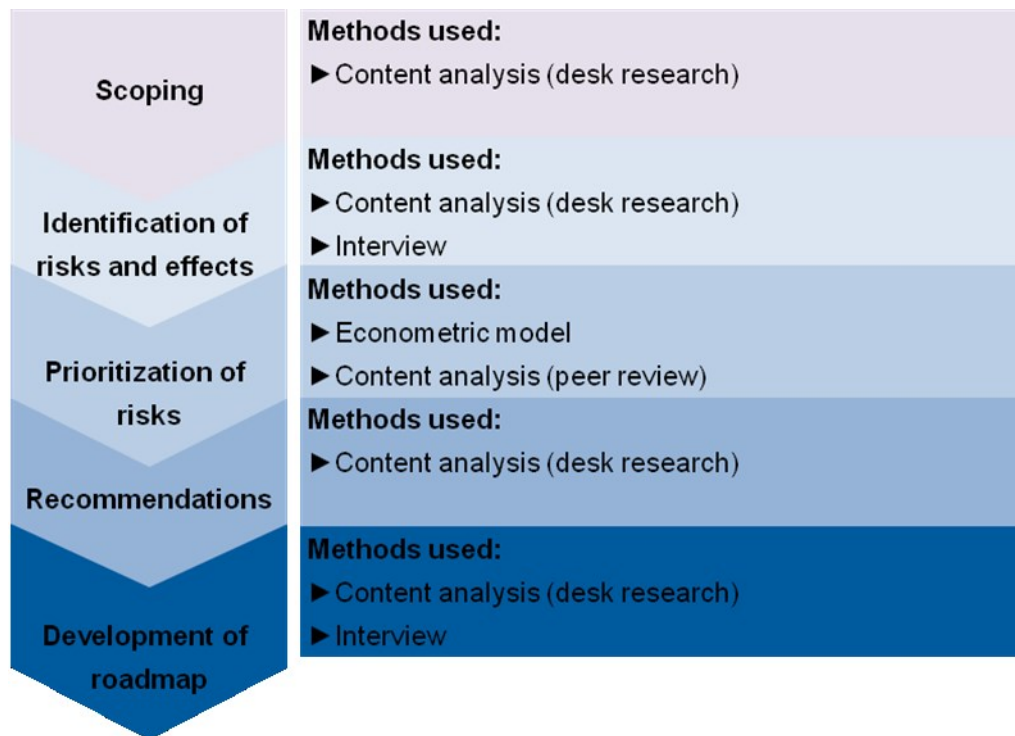 Scoping
Methods used:
►Content analysis (desk research)
Identification of
risks and effects
Methods used:
►Content analysis (desk research)
►Interview
Prioritization of
risks
Methods used:
►Econometric model
►Content analysis (peer review)
Recommendations
Methods used:
►Content analysis (desk research)
Development of
roadmap
Methods used:
►Content analysis (desk research)
►Interview